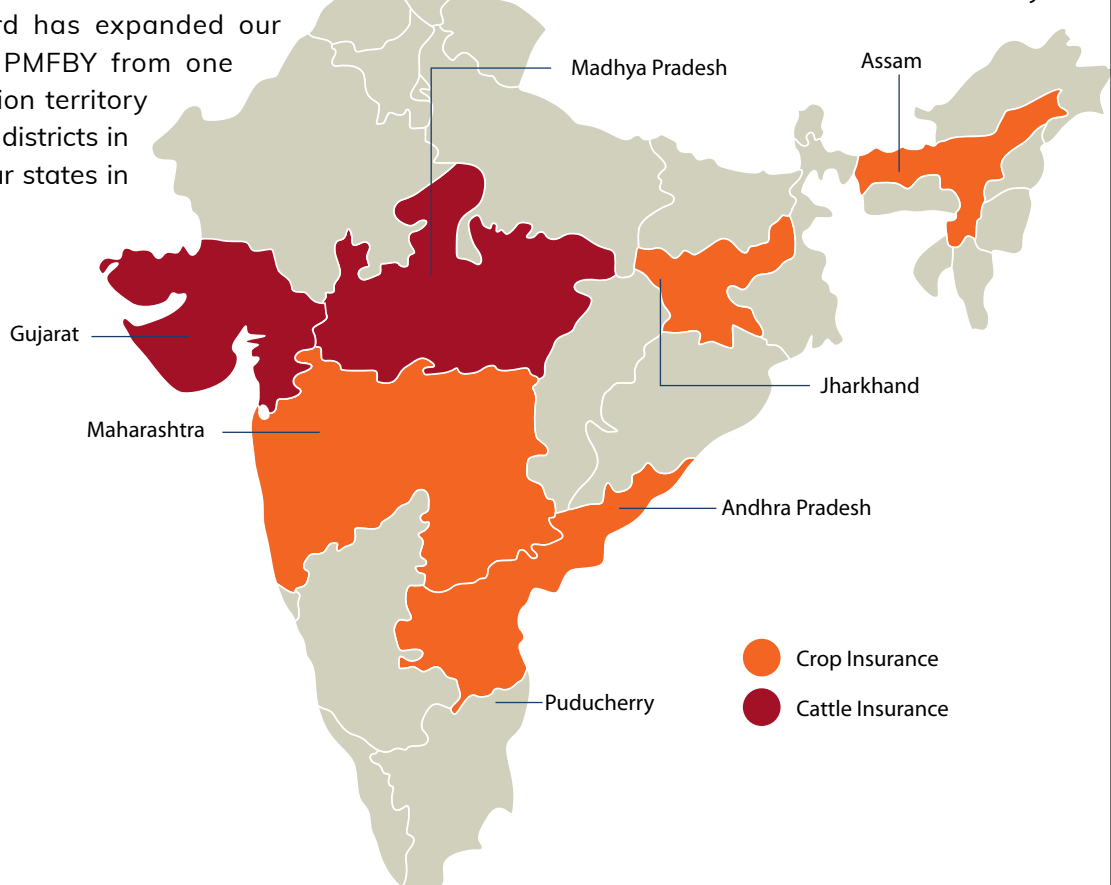 rd has expanded our
PMFBY from one
ion territory
districts in
ar states in
Madhya Pradesh
Assam
Gujarat
Maharashtra
Jharkhand
Andhra Pradesh
Puducherry
Crop Insurance
Cattle Insurance